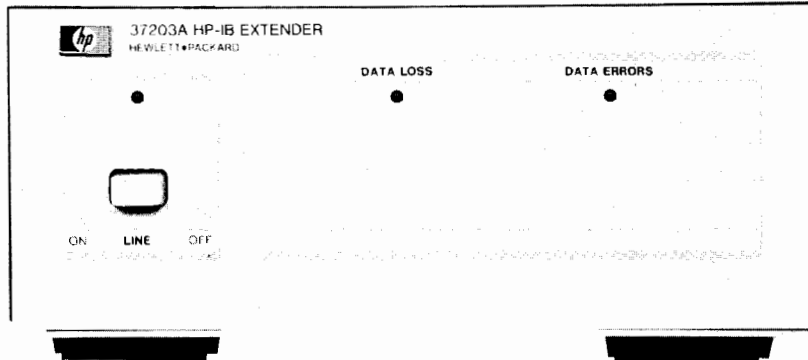 hp
37203A HP-IB EXTENDER
HEWLETT•PACKARD
DATA LOSS
DATA ERRORS
ON LINE OFF